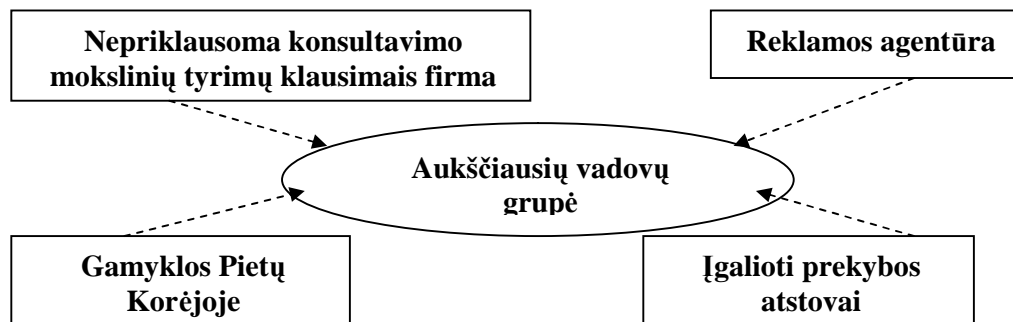 Nepriklausoma konsultavimo
mokslinių tyrimų klausimais firma
Reklamos agentūra
Aukščiausių vadovų
grupė
Gamyklos Pietų
Korėjoje
Įgalioti prekybos
atstovai